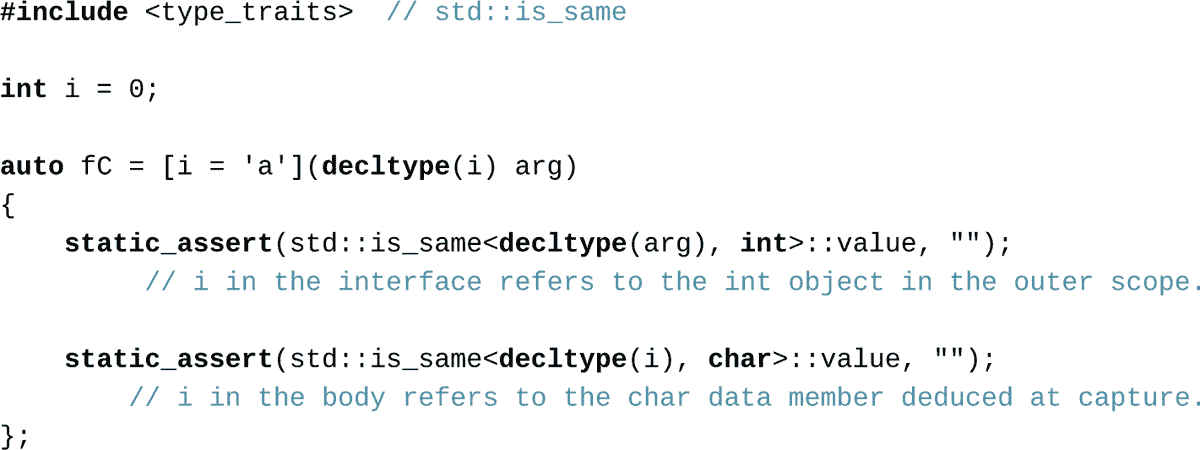 #include <type_traits>  // std::is_same
int i = 0;
auto fC = [i = 'a'](decltype(i) arg)
{
    static_assert(std::is_same<decltype(arg), int>::value, "");
         // i in the interface refers to the int object in the outer scope.
    static_assert(std::is_same<decltype(i), char>::value, "");
        // i in the body refers to the char data member deduced at capture.
};